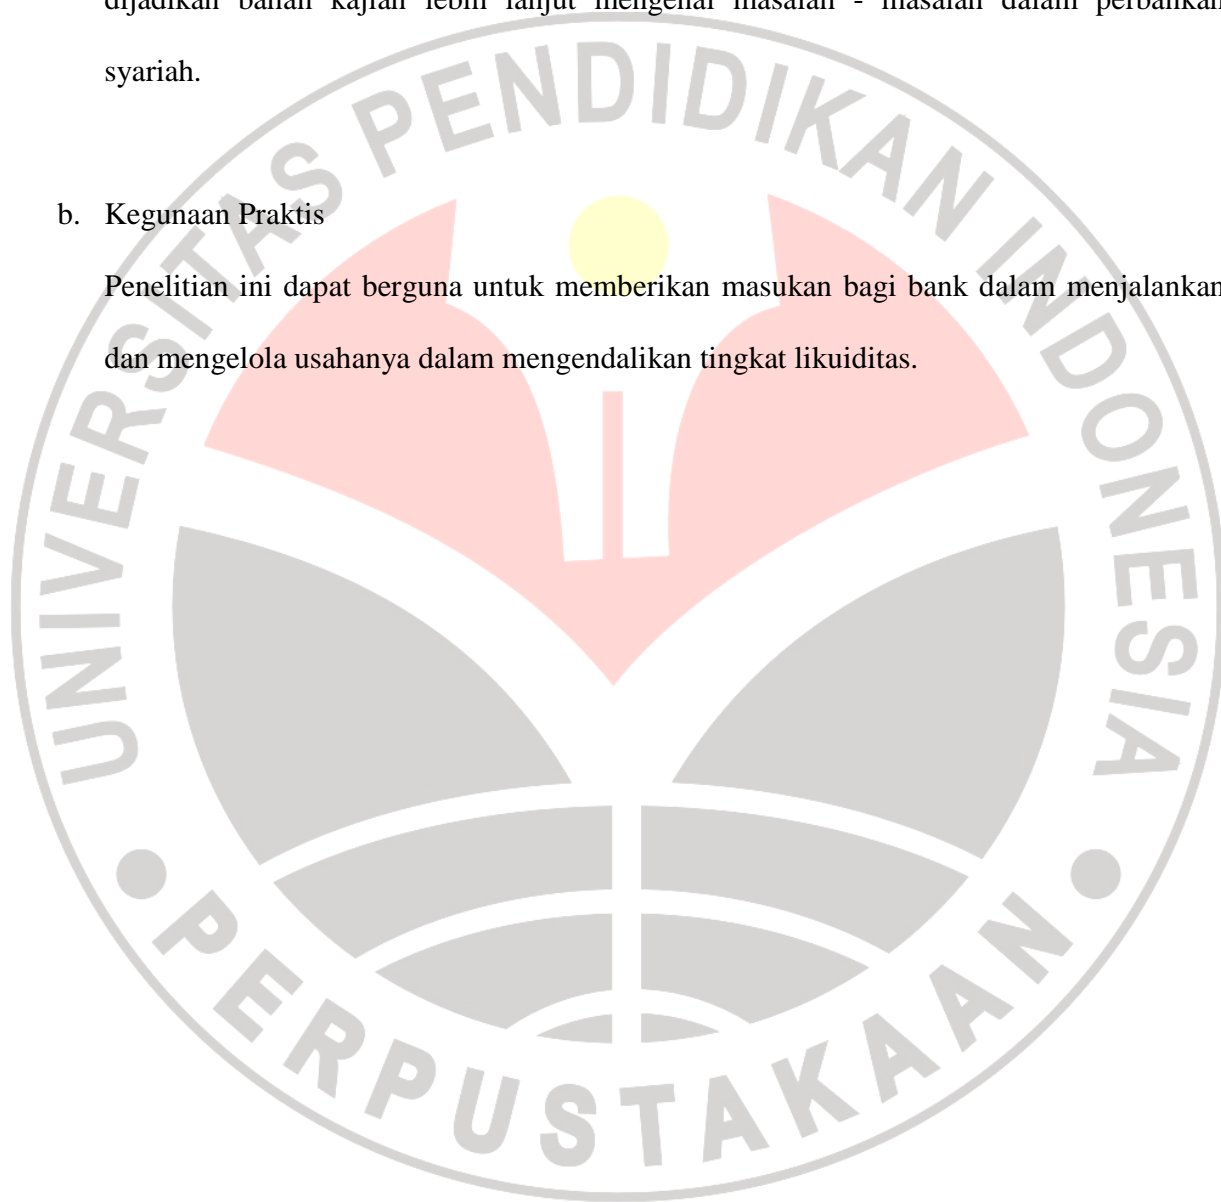 dijadikan bahan kajian lebih lanjut mengenai masalah - masalah dalam perbankan
syariah.
b. Kegunaan Praktis
Penelitian ini dapat berguna untuk memberikan masukan bagi bank dalam menjalankan
dan mengelola usahanya dalam mengendalikan tingkat likuiditas.
UNIVERSITAS PENDIDIKAN INDONESIA
PERPUSTAKAAN